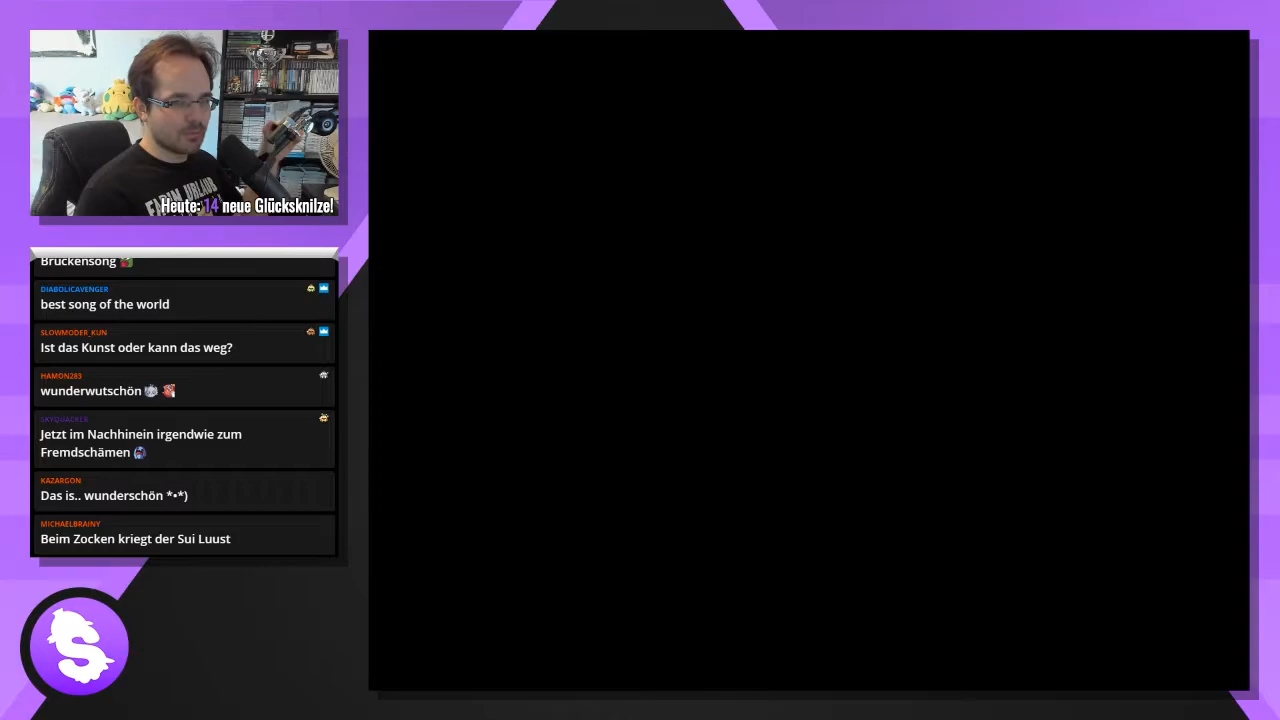 Heute: 14 neue Glücksknilze!
Brückensong
DIABOLICAVENGER
best song of the world
SLOWMODER_KUN
Ist das Kunst oder kann das weg?
HAMON283
wunderwutschön
SKYQUACKER
Jetzt im Nachhinein irgendwie zum
Fremdschämen
KAZARGON
Das is.. wunderschön *•*)
MICHAELBRAINY
Beim Zocken kriegt der Sui Luust
S